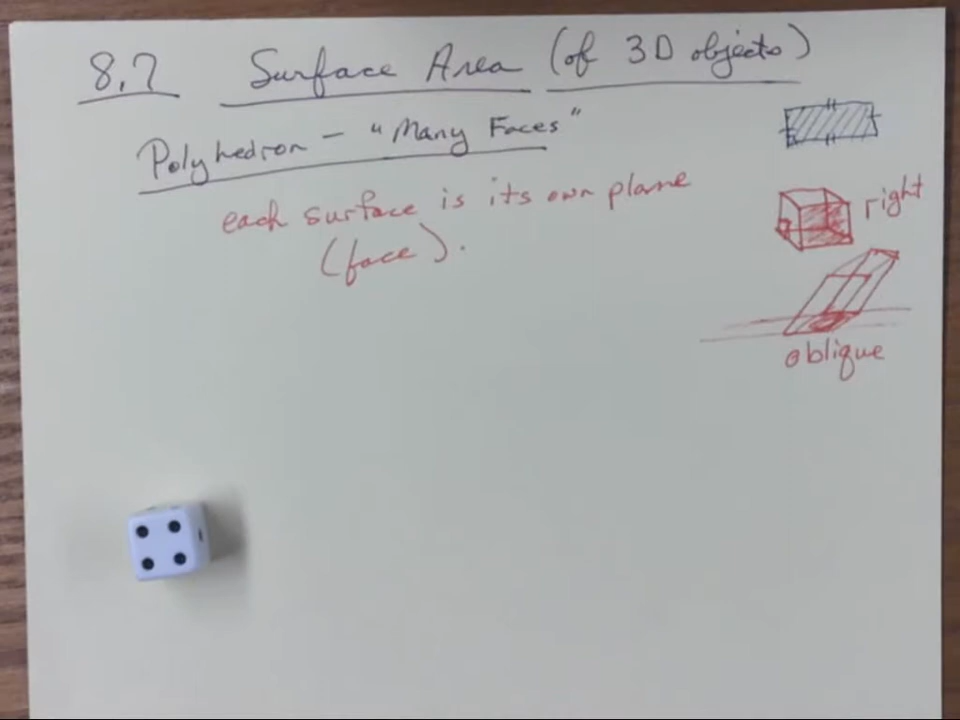 8.7 Surface Area (of 3D objects)
Polyhedron - "Many Faces"
each surface is its own plane
(face).
right
oblique